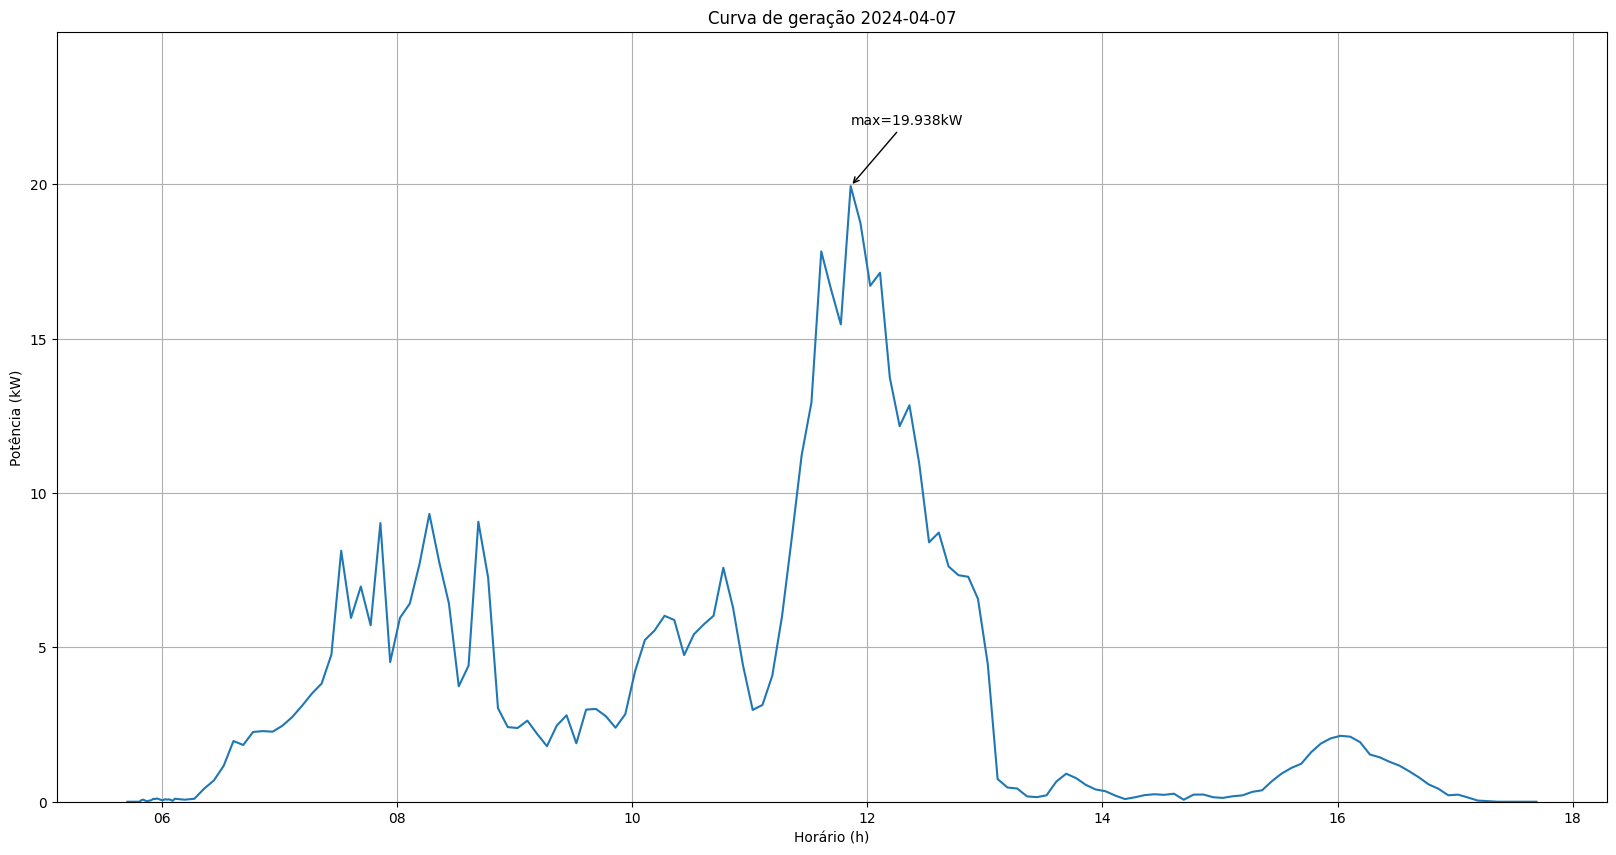 Curva de geração 2024-04-07
max=19.938kW
20
15
10
5
0
Potência (kW)
06 08 10 12 14 16 18
Horário (h)